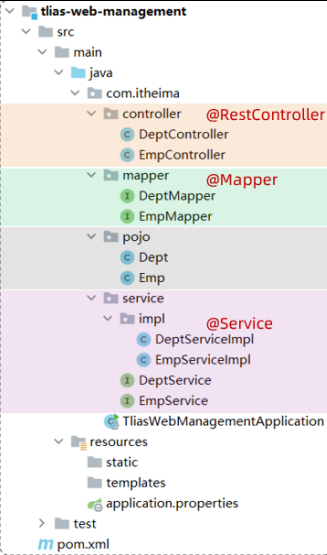 tlias-web-management
src
main
java
com.itheima
controller @RestController
DeptController
EmpController
mapper @Mapper
DeptMapper
EmpMapper
pojo
Dept
Emp
service
impl @Service
DeptServiceImpl
EmpServiceImpl
DeptService
EmpService
TliasWebManagementApplication
resources
static
templates
application.properties
test
pom.xml